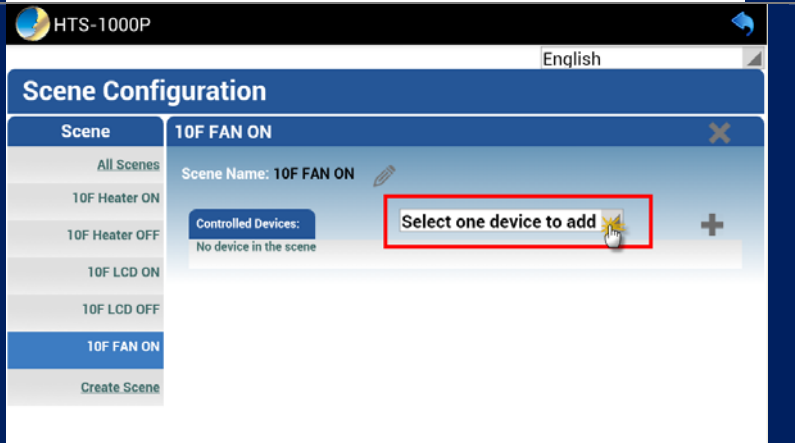 HTS-1000P
English
Scene Configuration
Scene
All Scenes
10F Heater ON
10F Heater OFF
10F LCD ON
10F LCD OFF
10F FAN ON
Create Scene
10F FAN ON
Scene Name: 10F FAN ON
Controlled Devices:
Select one device to add
No device in the scene